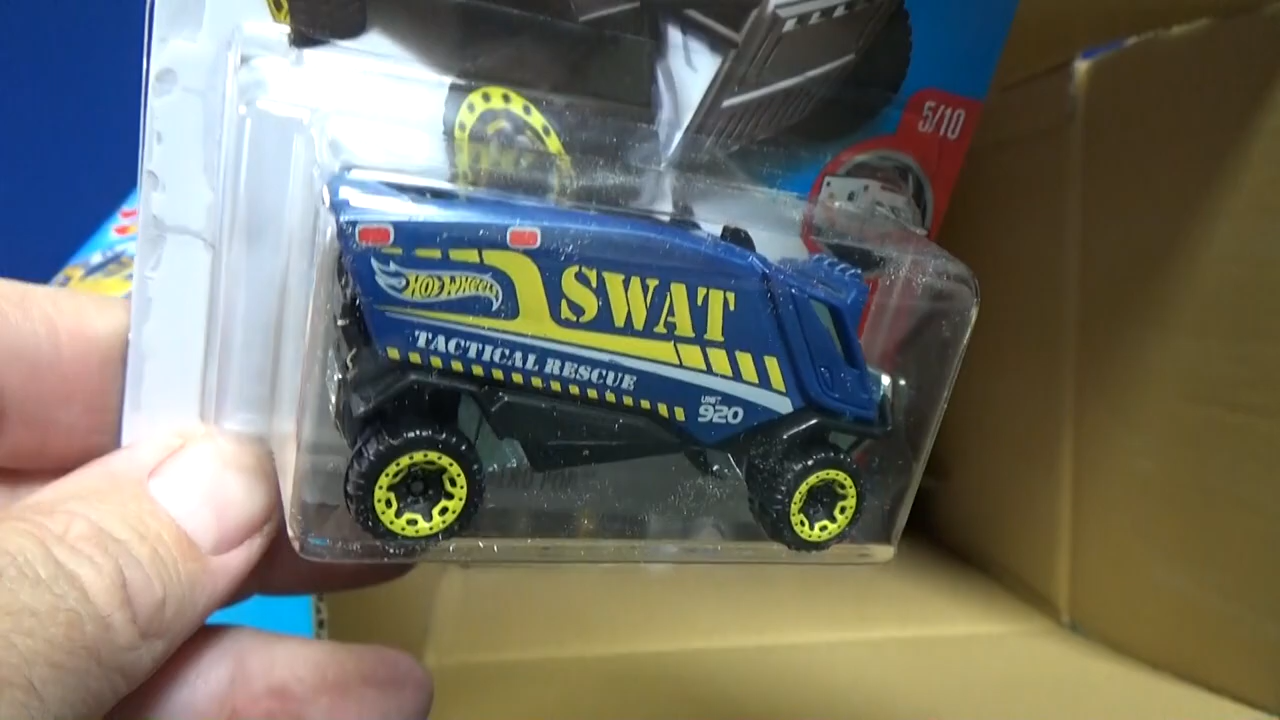 5/10
HOT WHEELS
SWAT
TACTICAL RESCUE
UNIT
920